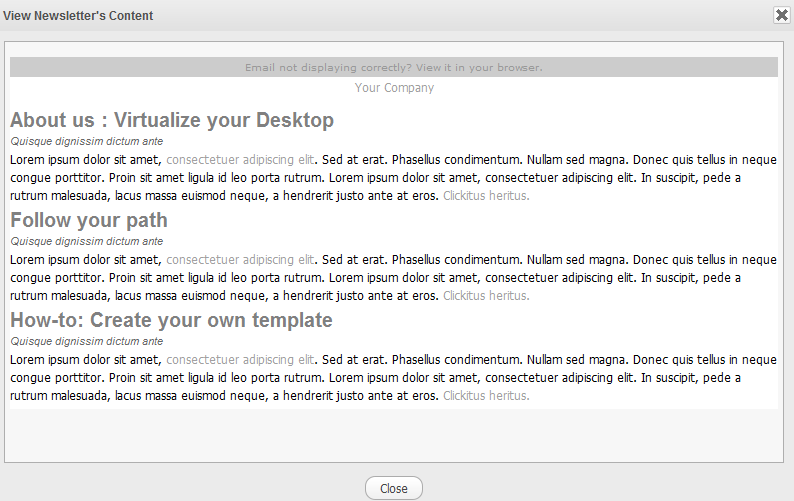 View Newsletter's Content
Email not displaying correctly? View it in your browser.
Your Company
About us : Virtualize your Desktop
Quisque dignissim dictum ante
Lorem ipsum dolor sit amet, consectetuer adipiscing elit. Sed at erat. Phasellus condimentum. Nullam sed magna. Donec quis tellus in neque
congue porttitor. Proin sit amet ligula id leo porta rutrum. Lorem ipsum dolor sit amet, consectetuer adipiscing elit. In suscipit, pede a
rutrum malesuada, lacus massa euismod neque, a hendrerit justo ante at eros. Clickitus heritus.
Follow your path
Quisque dignissim dictum ante
Lorem ipsum dolor sit amet, consectetuer adipiscing elit. Sed at erat. Phasellus condimentum. Nullam sed magna. Donec quis tellus in neque
congue porttitor. Proin sit amet ligula id leo porta rutrum. Lorem ipsum dolor sit amet, consectetuer adipiscing elit. In suscipit, pede a
rutrum malesuada, lacus massa euismod neque, a hendrerit justo ante at eros. Clickitus heritus.
How-to: Create your own template
Quisque dignissim dictum ante
Lorem ipsum dolor sit amet, consectetuer adipiscing elit. Sed at erat. Phasellus condimentum. Nullam sed magna. Donec quis tellus in neque
congue porttitor. Proin sit amet ligula id leo porta rutrum. Lorem ipsum dolor sit amet, consectetuer adipiscing elit. In suscipit, pede a
rutrum malesuada, lacus massa euismod neque, a hendrerit justo ante at eros. Clickitus heritus.
Close